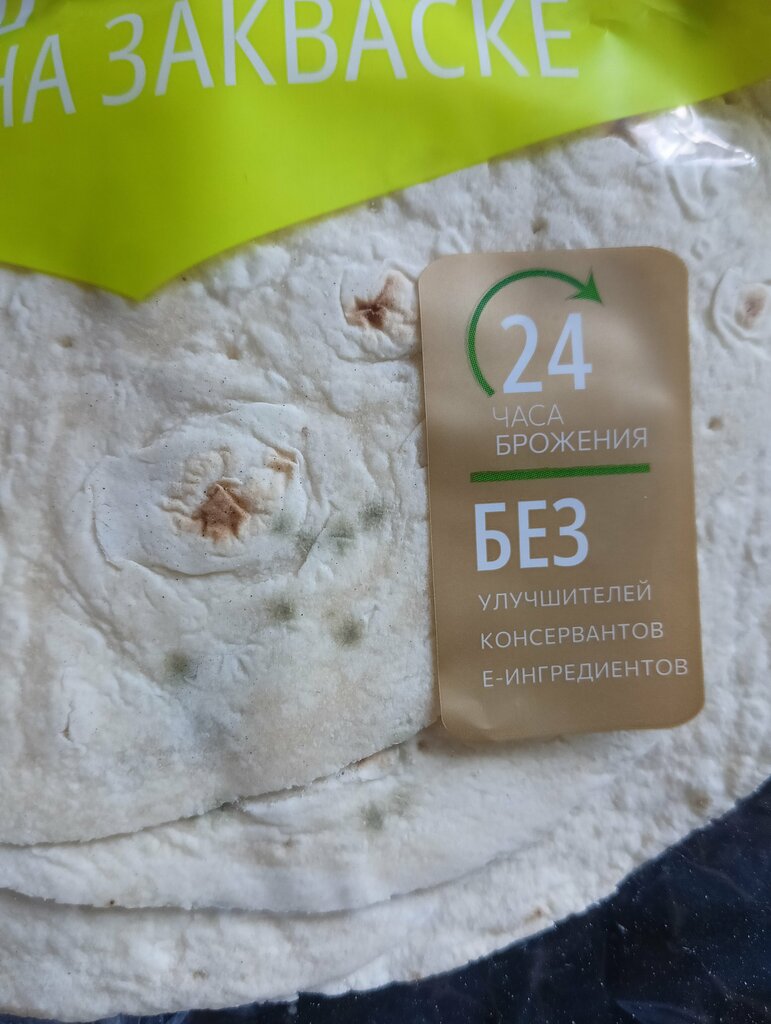 НА ЗАКВАСКЕ
24
ЧАСА
БРОЖЕНИЯ
БЕЗ
УЛУЧШИТЕЛЕЙ
КОНСЕРВАНТОВ
Е-ИНГРЕДИЕНТОВ